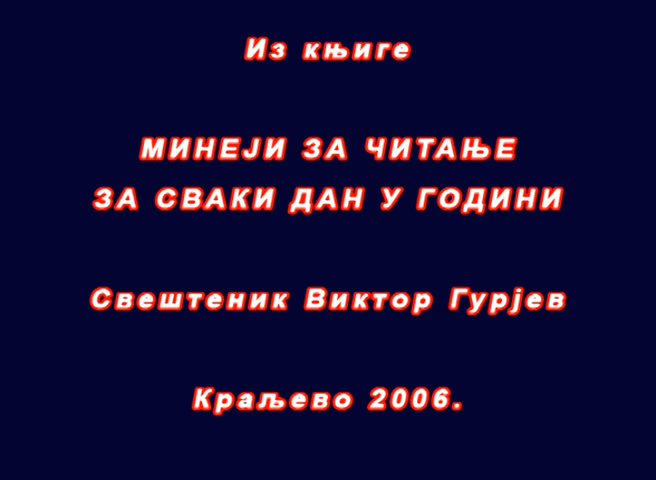 Из књиге
МИНЕЈИ ЗА ЧИТАЊЕ
ЗА СВАКИ ДАН У ГОДИНИ
Свештеник Виктор Гурјев
Краљево 2006.